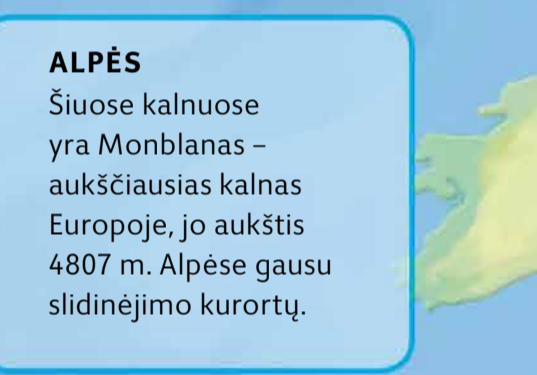 ALPĖS
Šiuose kalnuose
yra Monblanas –
aukščiausias kalnas
Europoje, jo aukštis
4807 m. Alpėse gausu
slidinėjimo kurortų.